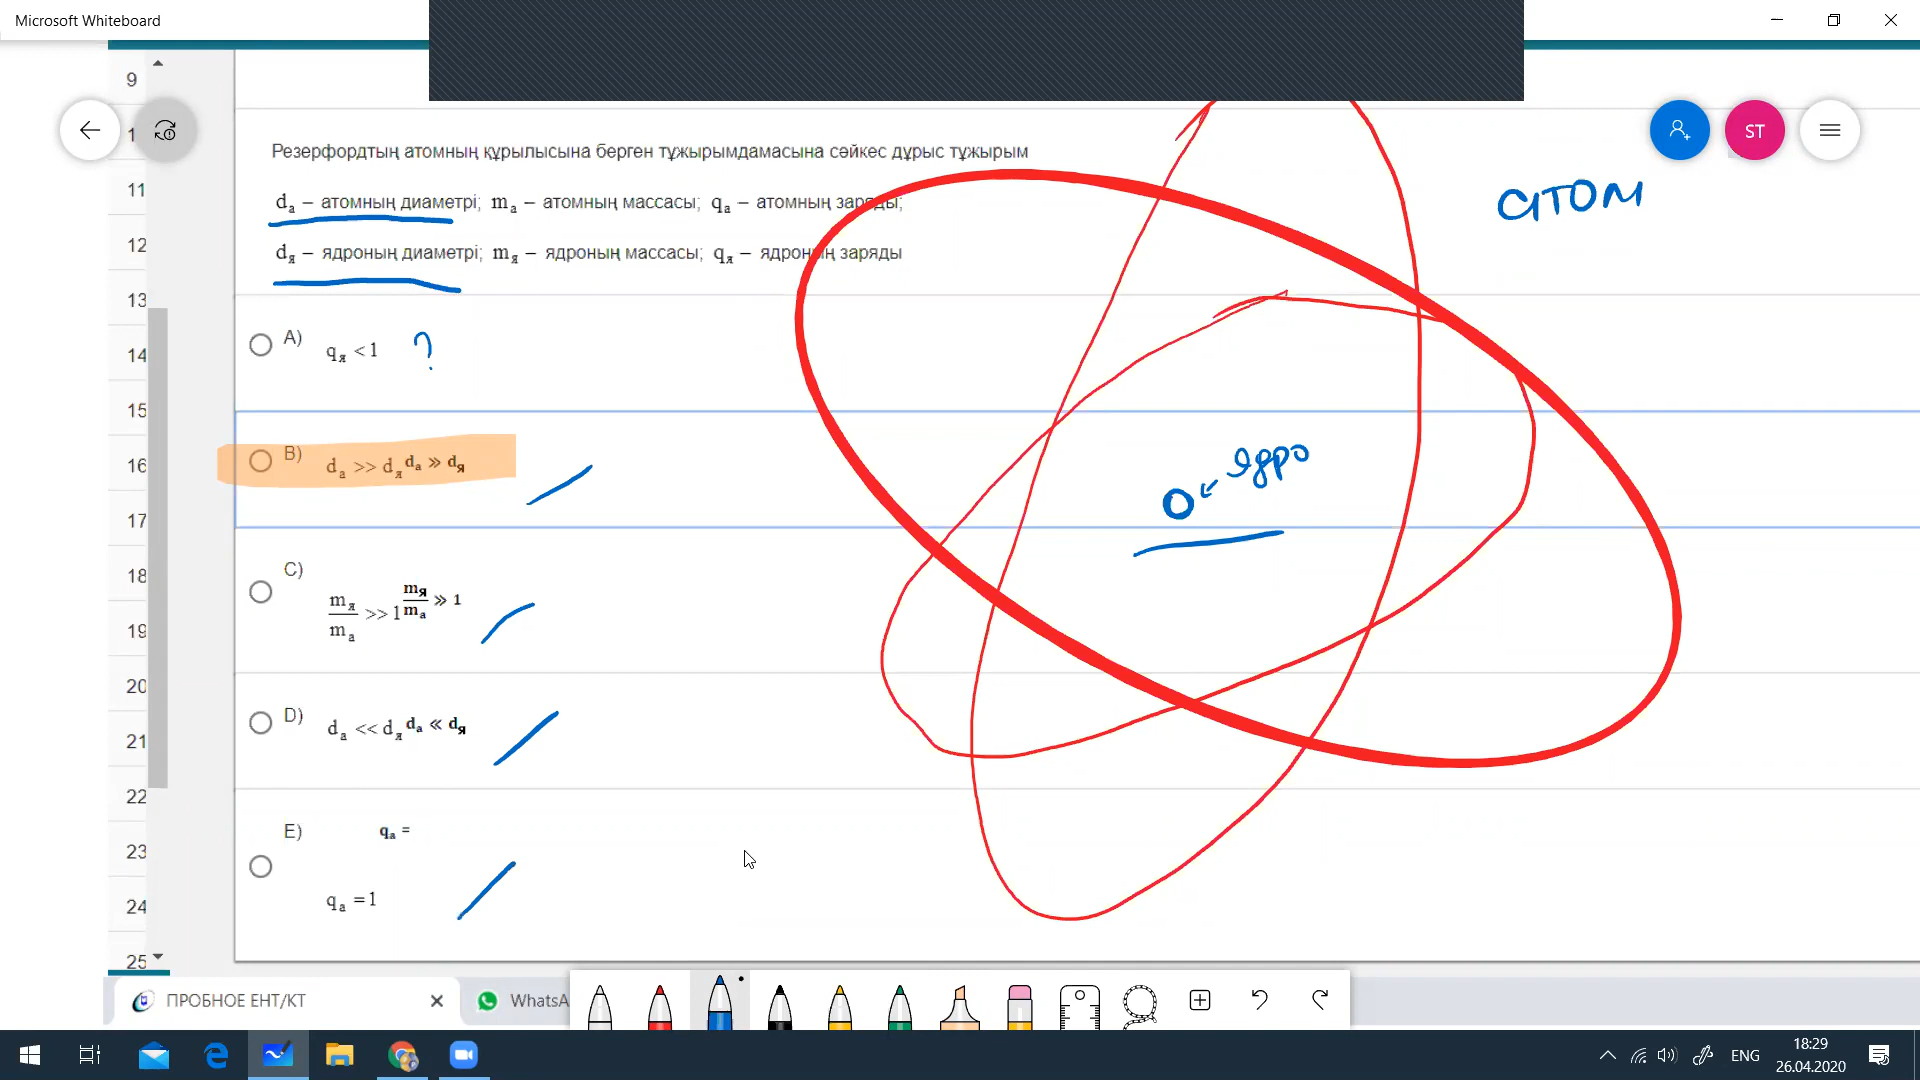 Microsoft Whiteboard
9
1
11
12
13
14
15
16
17
18
19
20
21
22
23
24
25
ST
Резерфордтың атомның құрылысына берген тұжырымдамасына сәйкес дұрыс тұжырым
dа – атомның диаметрі; mа – атомның массасы; qа – атомның заряды;
dя – ядроның диаметрі; mя – ядроның массасы; qя – ядроның заряды
атом
A) qя < 1 ?
B) dа >> dя dа ≫ dя
ядро
C) mя/mа >> 1 mя/mа ≫ 1
D) dа << dя dа ≪ dя
E) qа =
qа = 1
ПРОБНОЕ ЕНТ/КТ
WhatsA
ENG
18:29
26.04.2020